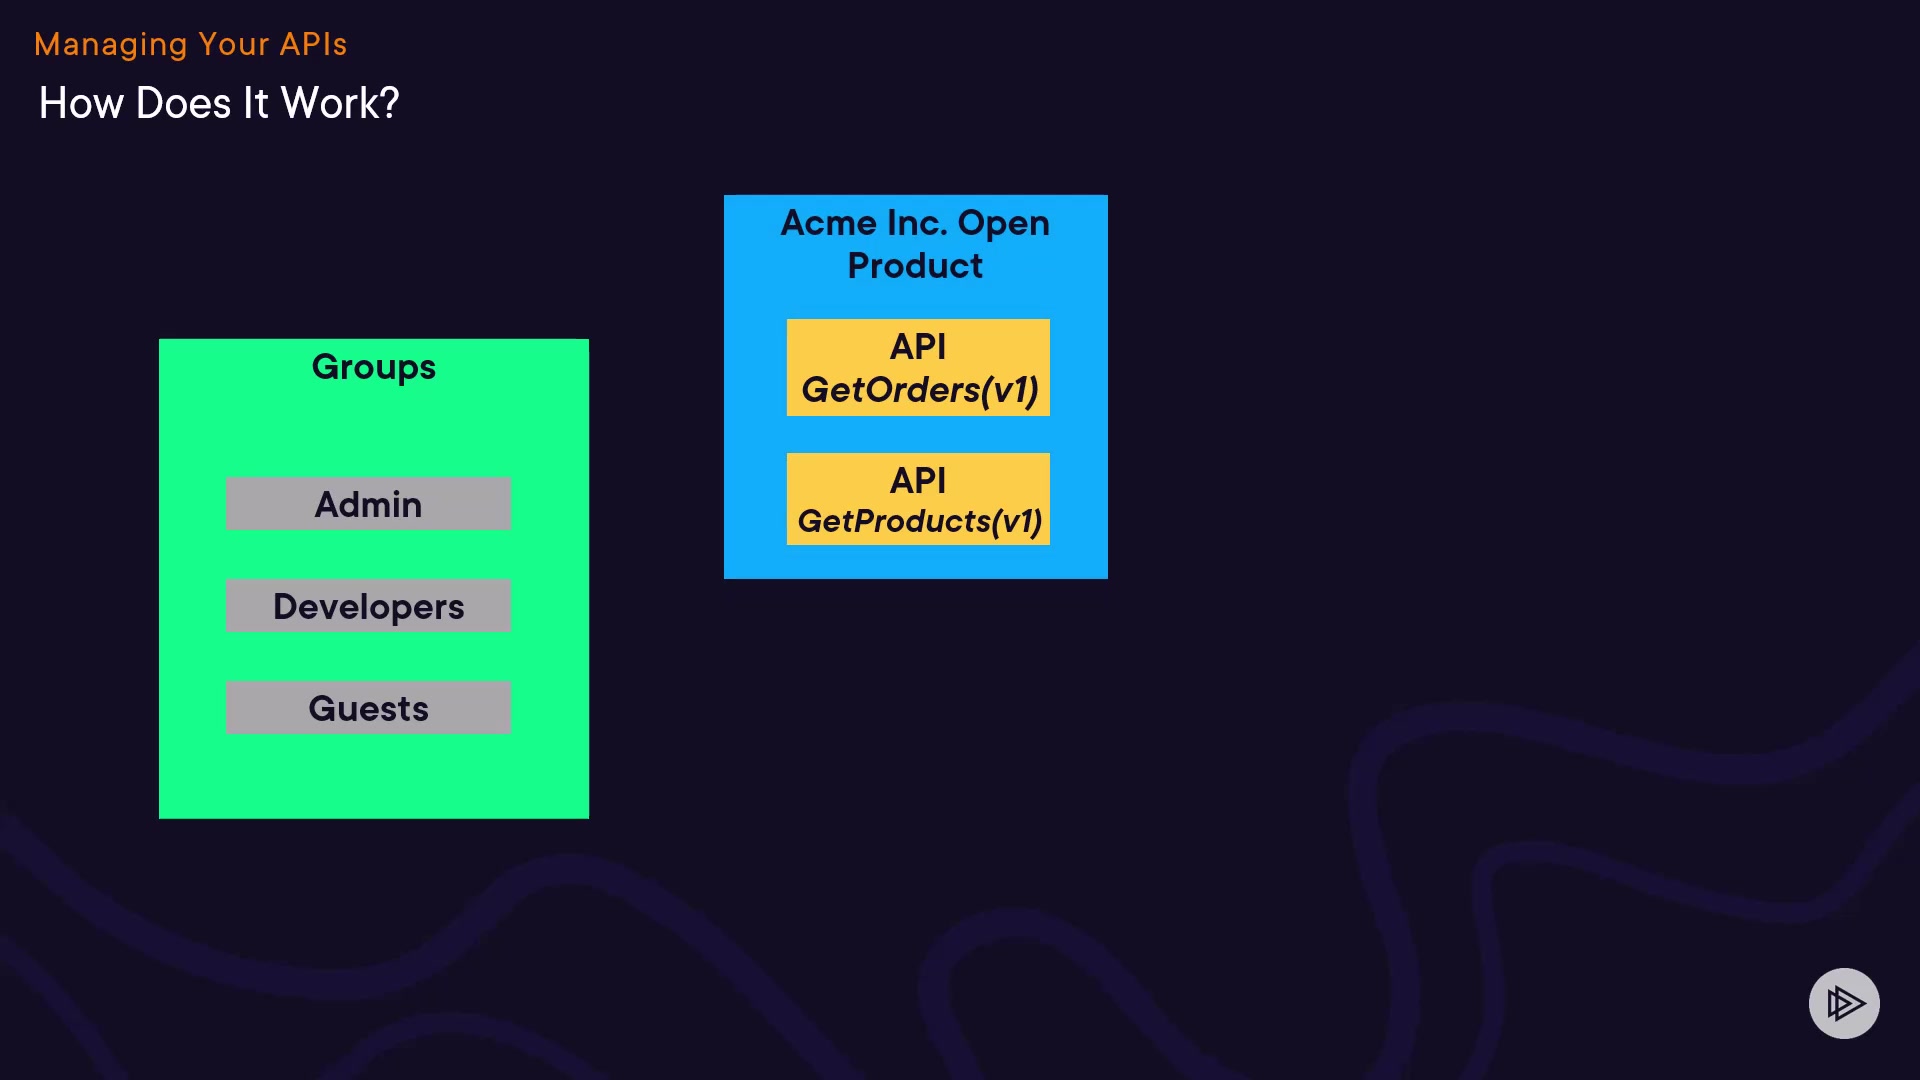 Managing Your APIs
How Does It Work?
Acme Inc. Open
Product
API
GetOrders(v1)
API
GetProducts(v1)
Groups
Admin
Developers
Guests